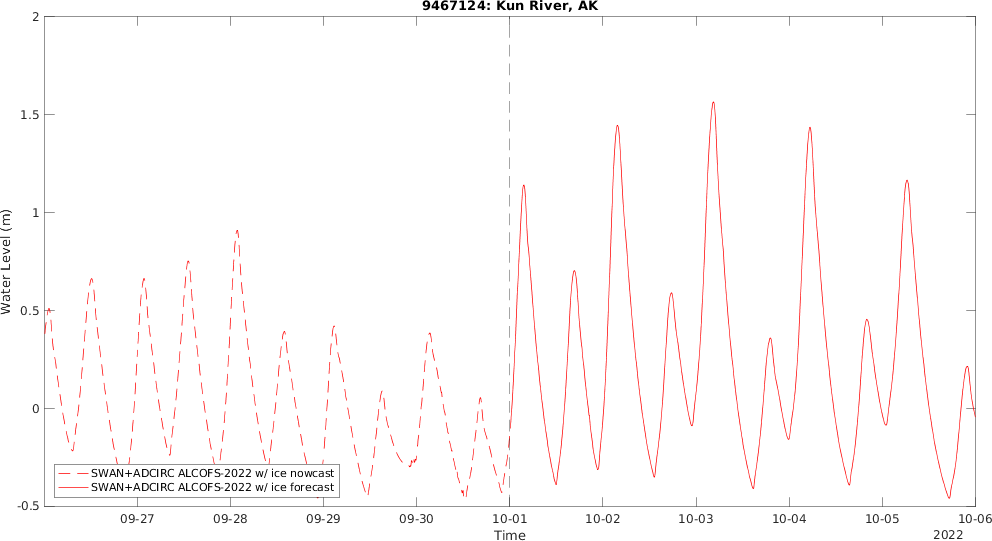 9467124: Kun River, AK
2
1.5
1
0.5
0
-0.5
Water Level (m)
SWAN+ADCIRC ALCOFS-2022 w/ ice nowcast
SWAN+ADCIRC ALCOFS-2022 w/ ice forecast
09-27 09-28 09-29 09-30 10-01 10-02 10-03 10-04 10-05 10-06
Time
2022